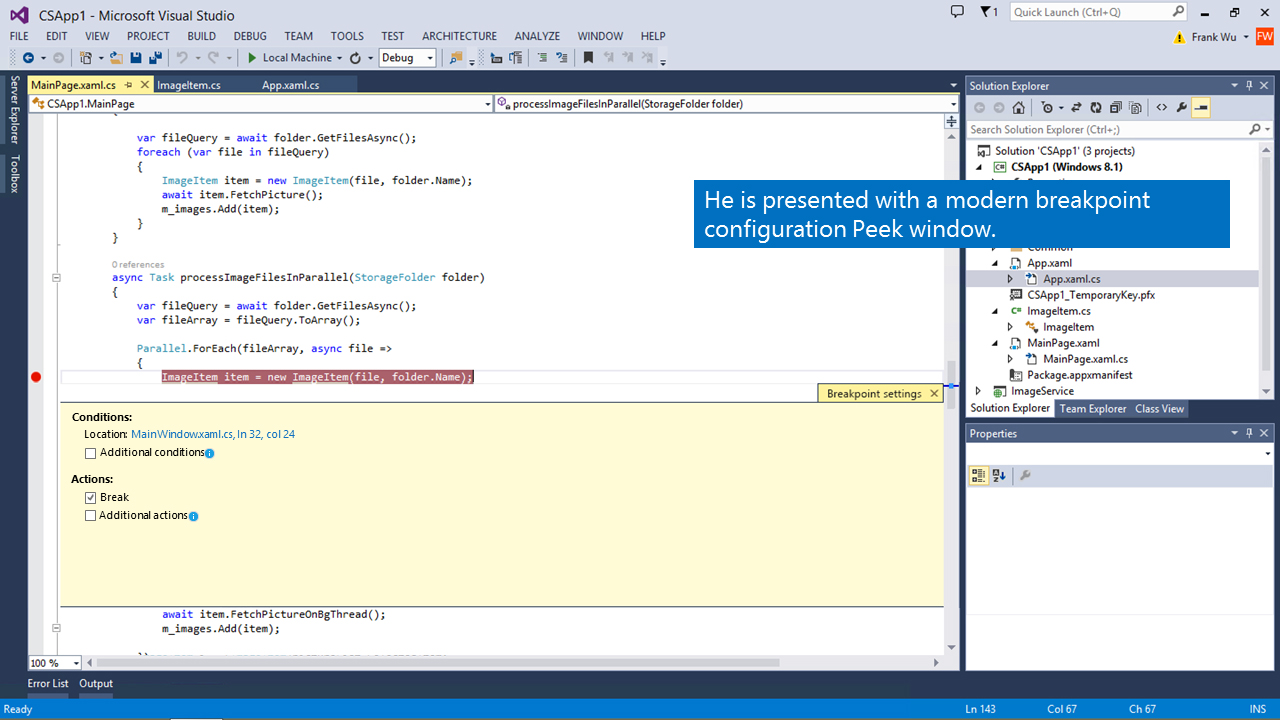 CSApp1 - Microsoft Visual Studio
1
Quick Launch (Ctrl+Q)
FILE EDIT VIEW PROJECT BUILD DEBUG TEAM TOOLS TEST ARCHITECTURE ANALYZE WINDOW HELP
Frank Wu FW
Local Machine Debug
Server Explorer
Toolbox
MainPage.xaml.cs ImageItem.cs App.xaml.cs
CSApp1.MainPage processImageFilesInParallel(StorageFolder folder)
{
var fileQuery = await folder.GetFilesAsync();
foreach (var file in fileQuery)
{
ImageItem item = new ImageItem(file, folder.Name);
await item.FetchPicture();
m_images.Add(item);
}
}
0 references
async Task processImageFilesInParallel(StorageFolder folder)
{
var fileQuery = await folder.GetFilesAsync();
var fileArray = fileQuery.ToArray();
Parallel.ForEach(fileArray, async file =>
{
ImageItem item = new ImageItem(file, folder.Name);
Breakpoint settings
Conditions:
Location: MainWindow.xaml.cs, ln 32, col 24
Additional conditions
Actions:
Break
Additional actions
await item.FetchPictureOnBgThread();
m_images.Add(item);
100 %
Error List Output
He is presented with a modern breakpoint
configuration Peek window.
Solution Explorer
Search Solution Explorer (Ctrl+;)
Solution 'CSApp1' (3 projects)
CSApp1 (Windows 8.1)
Common
App.xaml
App.xaml.cs
CSApp1_TemporaryKey.pfx
ImageItem.cs
ImageItem
MainPage.xaml
MainPage.xaml.cs
Package.appxmanifest
ImageService
Solution Explorer Team Explorer Class View
Properties
Ready Ln 143 Col 67 Ch 67 INS